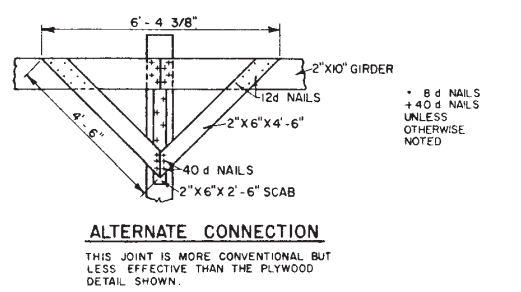 6'- 4 3/8"
2"X10" GIRDER
12d NAILS
• 8 d NAILS
+ 40 d NAILS
UNLESS
OTHERWISE
NOTED
4'- 6"
2"X6"X4'-6"
40 d NAILS
2"X6"X2'-6" SCAB
ALTERNATE CONNECTION
THIS JOINT IS MORE CONVENTIONAL BUT
LESS EFFECTIVE THAN THE PLYWOOD
DETAIL SHOWN.